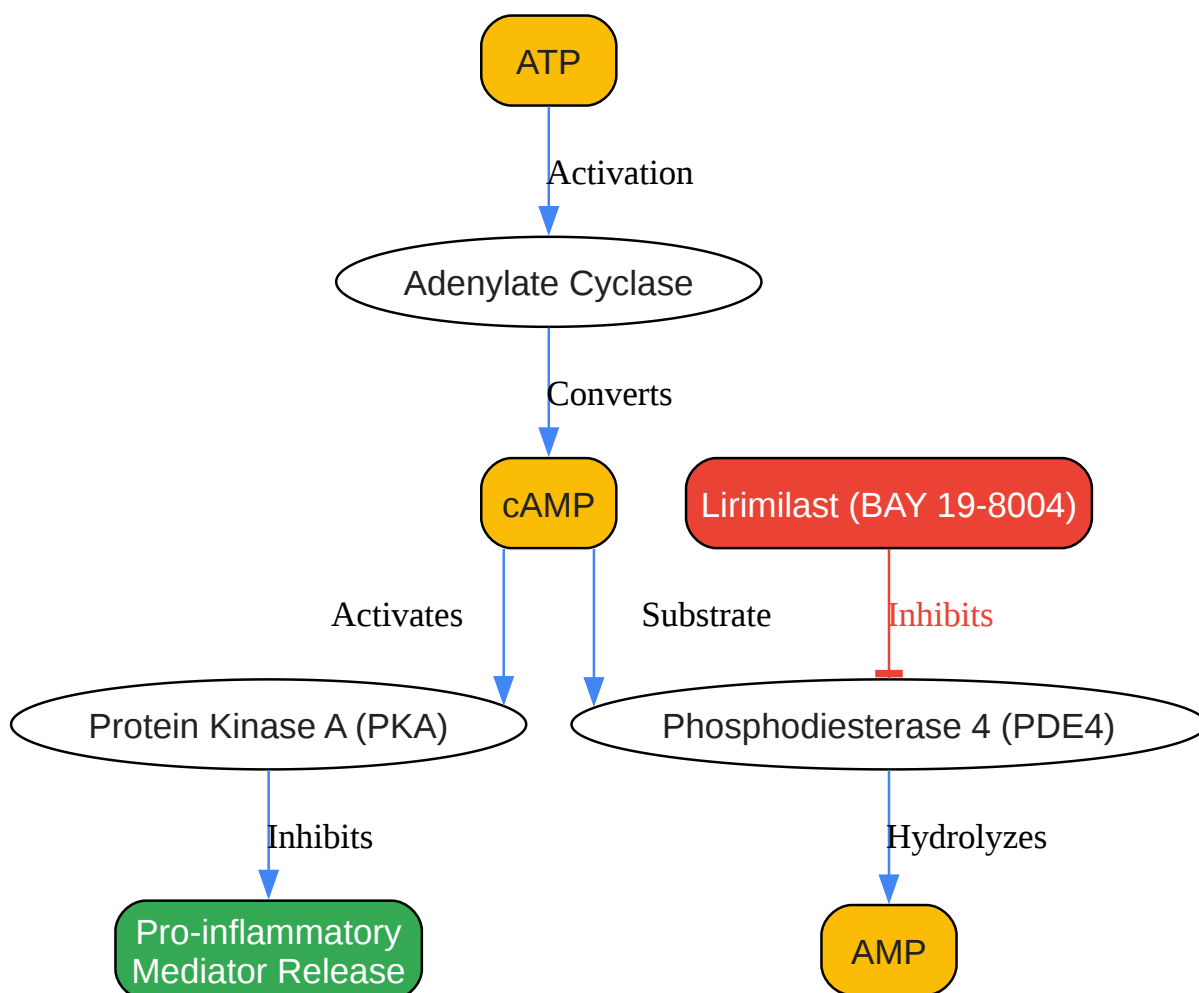 ATP
Activation
Adenylate Cyclase
Converts
cAMP
Lirimilast (BAY 19-8004)
Activates
Substrate
Inhibits
Protein Kinase A (PKA)
Phosphodiesterase 4 (PDE4)
Inhibits
Hydrolyzes
Pro-inflammatory
Mediator Release
AMP